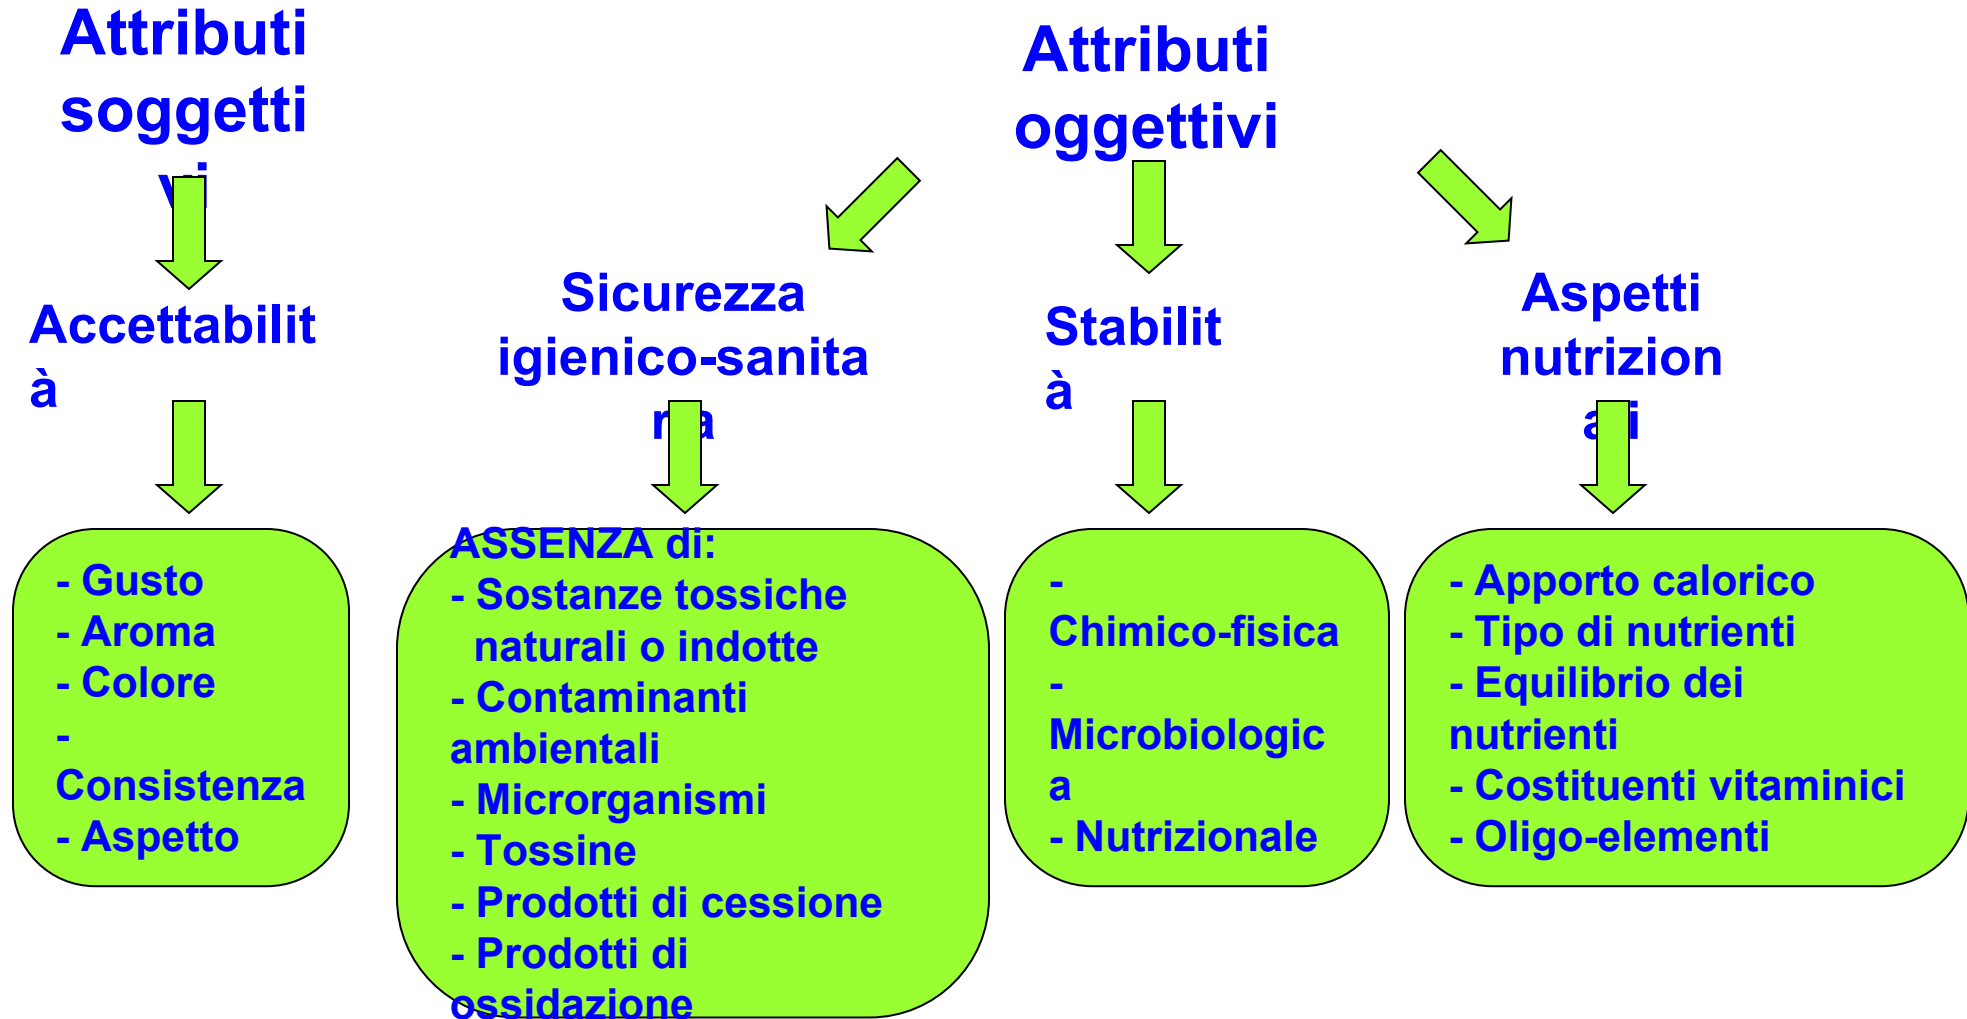 Attributi
soggetti
vi
Accettabilit
à
- Gusto
- Aroma
- Colore
-
Consistenza
- Aspetto
Attributi
oggettivi
Sicurezza
igienico-sanita
ria
ASSENZA di:
- Sostanze tossiche
naturali o indotte
- Contaminanti
ambientali
- Microrganismi
- Tossine
- Prodotti di cessione
- Prodotti di
ossidazione
Stabilit
à
-
Chimico-fisica
-
Microbiologic
a
- Nutrizionale
Aspetti
nutrizion
ali
- Apporto calorico
- Tipo di nutrienti
- Equilibrio dei
nutrienti
- Costituenti vitaminici
- Oligo-elementi